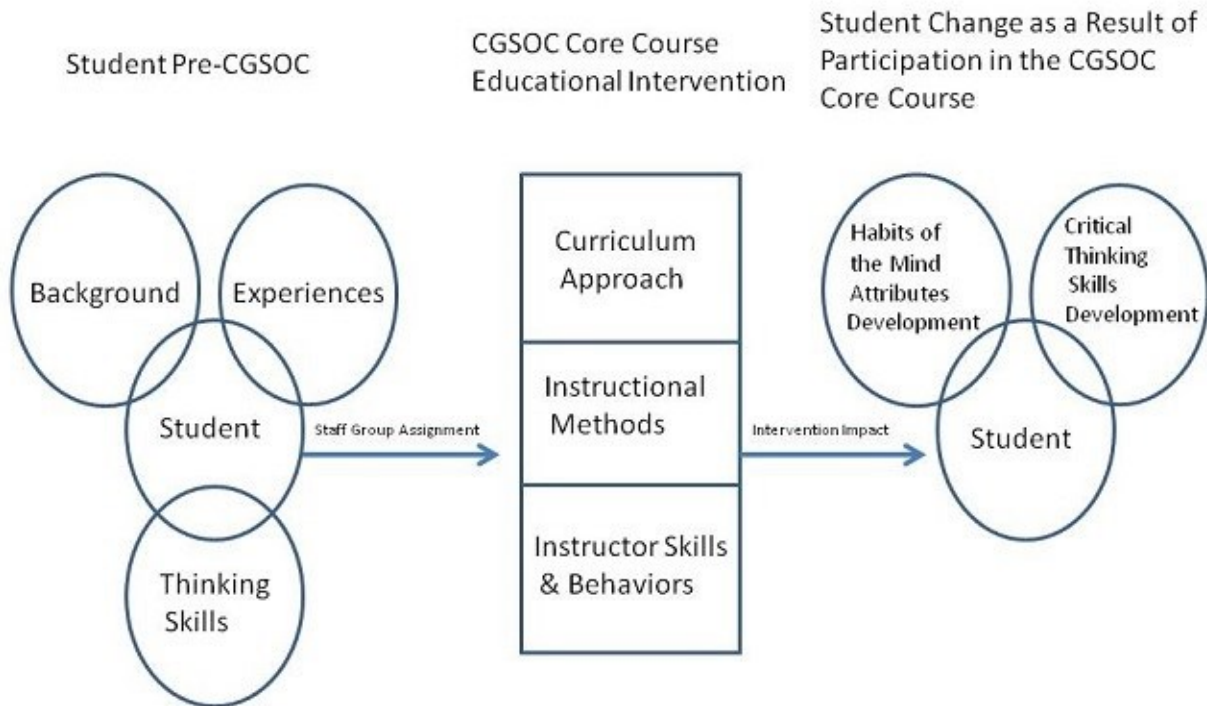 Student Pre-CGSOC
CGSOC Core Course
Educational Intervention
Student Change as a Result of
Participation in the CGSOC
Core Course
Background
Experiences
Student
Thinking
Skills
Staff Group Assignment
Curriculum
Approach
Instructional
Methods
Instructor Skills
& Behaviors
Intervention Impact
Habits of
the Mind
Attributes
Development
Critical
Thinking
Skills
Development
Student